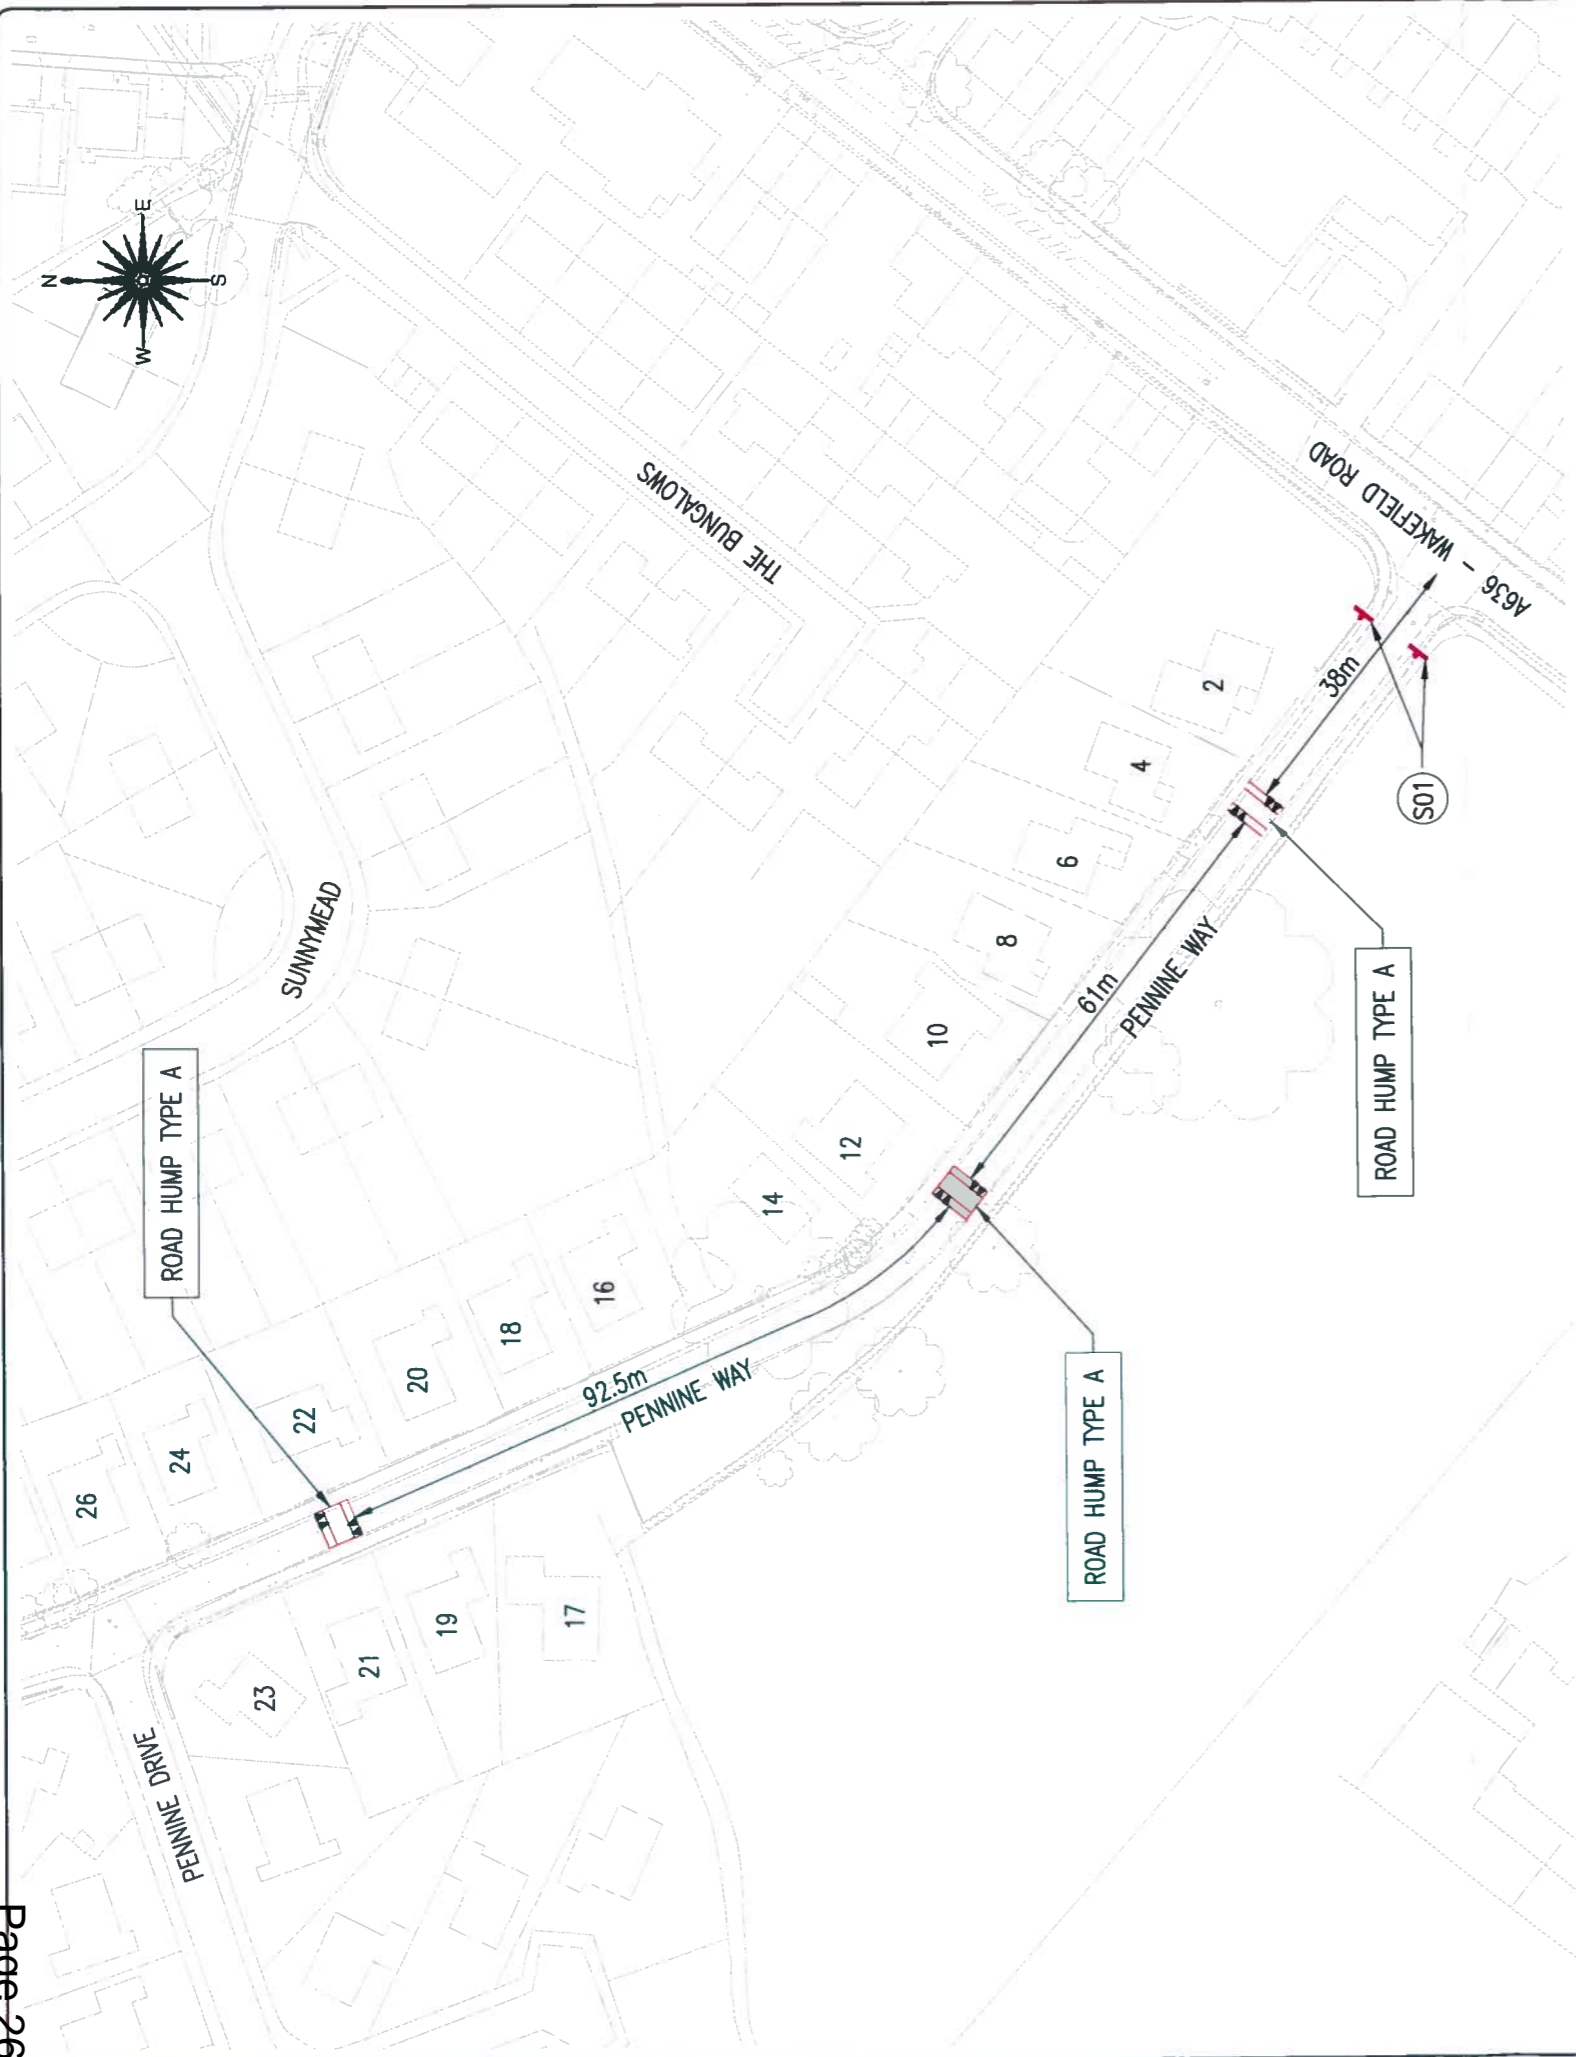 N
E
S
W
THE BUNGALOWS
A636 - WAKEFIELD ROAD
SUNNYMEAD
ROAD HUMP TYPE A
2
38m
4
S01
6
8
61m
PENNINE WAY
10
ROAD HUMP TYPE A
12
14
16
18
20
92.5m
PENNINE WAY
ROAD HUMP TYPE A
22
24
26
17
19
21
23
PENNINE DRIVE
Page 26